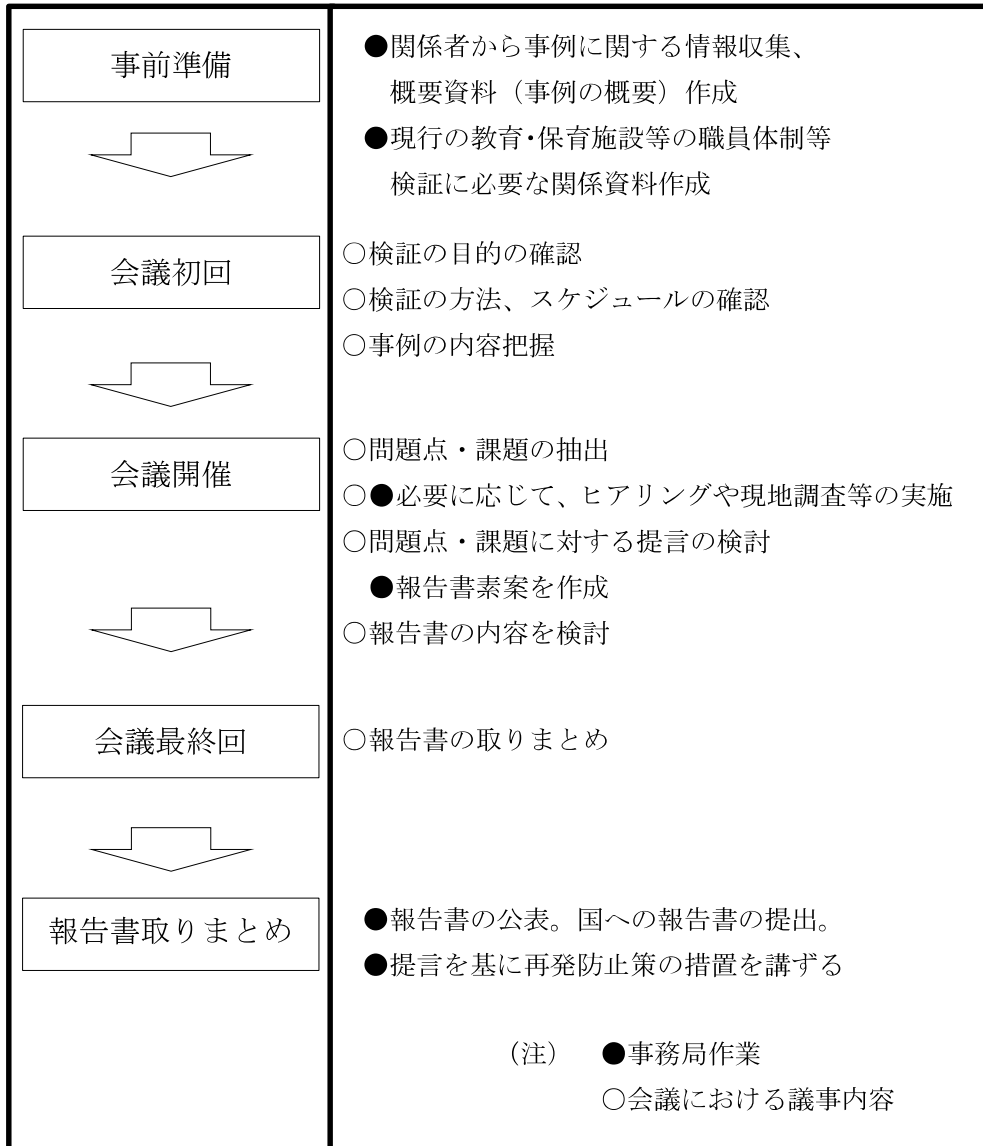 事前準備
●関係者から事例に関する情報収集、
概要資料（事例の概要）作成
●現行の教育・保育施設等の職員体制等
検証に必要な関係資料作成
会議初回
○検証の目的の確認
○検証の方法、スケジュールの確認
○事例の内容把握
会議開催
○問題点・課題の抽出
○●必要に応じて、ヒアリングや現地調査等の実施
○問題点・課題に対する提言の検討
●報告書素案を作成
○報告書の内容を検討
会議最終回
○報告書の取りまとめ
報告書取りまとめ
●報告書の公表。国への報告書の提出。
●提言を基に再発防止策の措置を講ずる
（注）　●事務局作業
○会議における議事内容